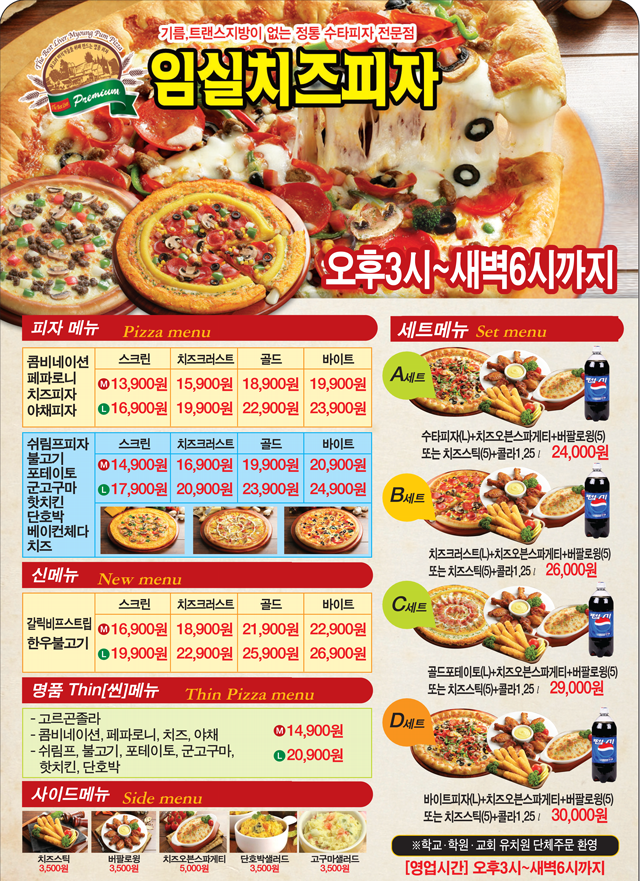 기름,트랜스지방이 없는 정통 수타피자 전문점
임실치즈피자
Premium
오후3시~새벽6시까지
피자 메뉴 Pizza menu
콤비네이션
페파로니
치즈피자
야채피자
스크린 치즈크러스트 골드 바이트
M 13,900원 15,900원 18,900원 19,900원
L 16,900원 19,900원 22,900원 23,900원
쉬림프피자
불고기
포테이토
군고구마
핫치킨
단호박
베이컨체다
치즈
스크린 치즈크러스트 골드 바이트
M 14,900원 16,900원 19,900원 20,900원
L 17,900원 20,900원 23,900원 24,900원
신메뉴 New menu
갈릭비프스트립
한우불고기
스크린 치즈크러스트 골드 바이트
M 16,900원 18,900원 21,900원 22,800원
L 19,900원 22,900원 25,900원 26,900원
명품 Thin[씬]메뉴 Thin Pizza menu
- 고르곤졸라
- 콤비네이션, 페파로니, 치즈, 야채
- 쉬림프, 불고기, 포테이토, 군고구마,
핫치킨, 단호박
M 14,900원
L 20,900원
사이드메뉴 Side menu
치즈스틱 버팔로윙 치즈오븐스파게티 단호박샐러드 고구마샐러드
3,500원 3,500원 5,000원 3,500원 3,500원
세트메뉴 Set menu
A세트
수타피자(L)+치즈오븐스파게티+버팔로윙(5)
또는 치즈스틱(5)+콜라1,25 l 24,000원
B세트
치즈크러스트(L)+치즈오븐스파게티+버팔로윙(5)
또는 치즈스틱(5)+콜라1,25 l 26,000원
C세트
골드포테이토(L)+치즈오븐스파게티+버팔로윙(5)
또는 치즈스틱(5)+콜라1,25 l 29,000원
D세트
바이트피자(L)+치즈오븐스파게티+버팔로윙(5)
또는 치즈스틱(5)+콜라1,25 l 30,000원
※학교·학원·교회 유치원 단체주문 환영
[영업시간] 오후3시~새벽6시까지